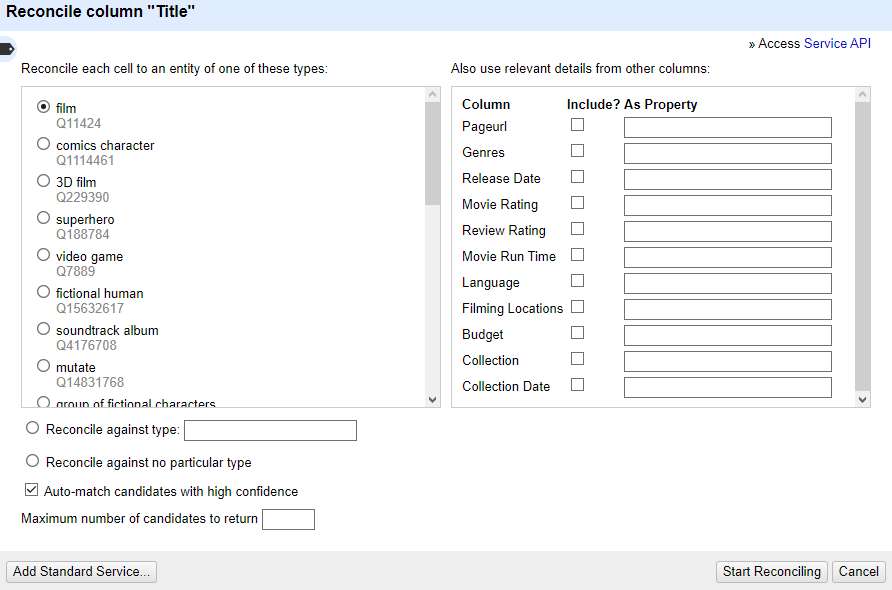 Reconcile column "Title"
» Access Service API
Reconcile each cell to an entity of one of these types:
film
Q11424
comics character
Q1114461
3D film
Q229390
superhero
Q188784
video game
Q7889
fictional human
Q15632617
soundtrack album
Q4176708
mutate
Q14831768
group of fictional characters
Also use relevant details from other columns:
Column Include? As Property
Pageurl
Genres
Release Date
Movie Rating
Review Rating
Movie Run Time
Language
Filming Locations
Budget
Collection
Collection Date
Reconcile against type:
Reconcile against no particular type
Auto-match candidates with high confidence
Maximum number of candidates to return
Add Standard Service... Start Reconciling Cancel